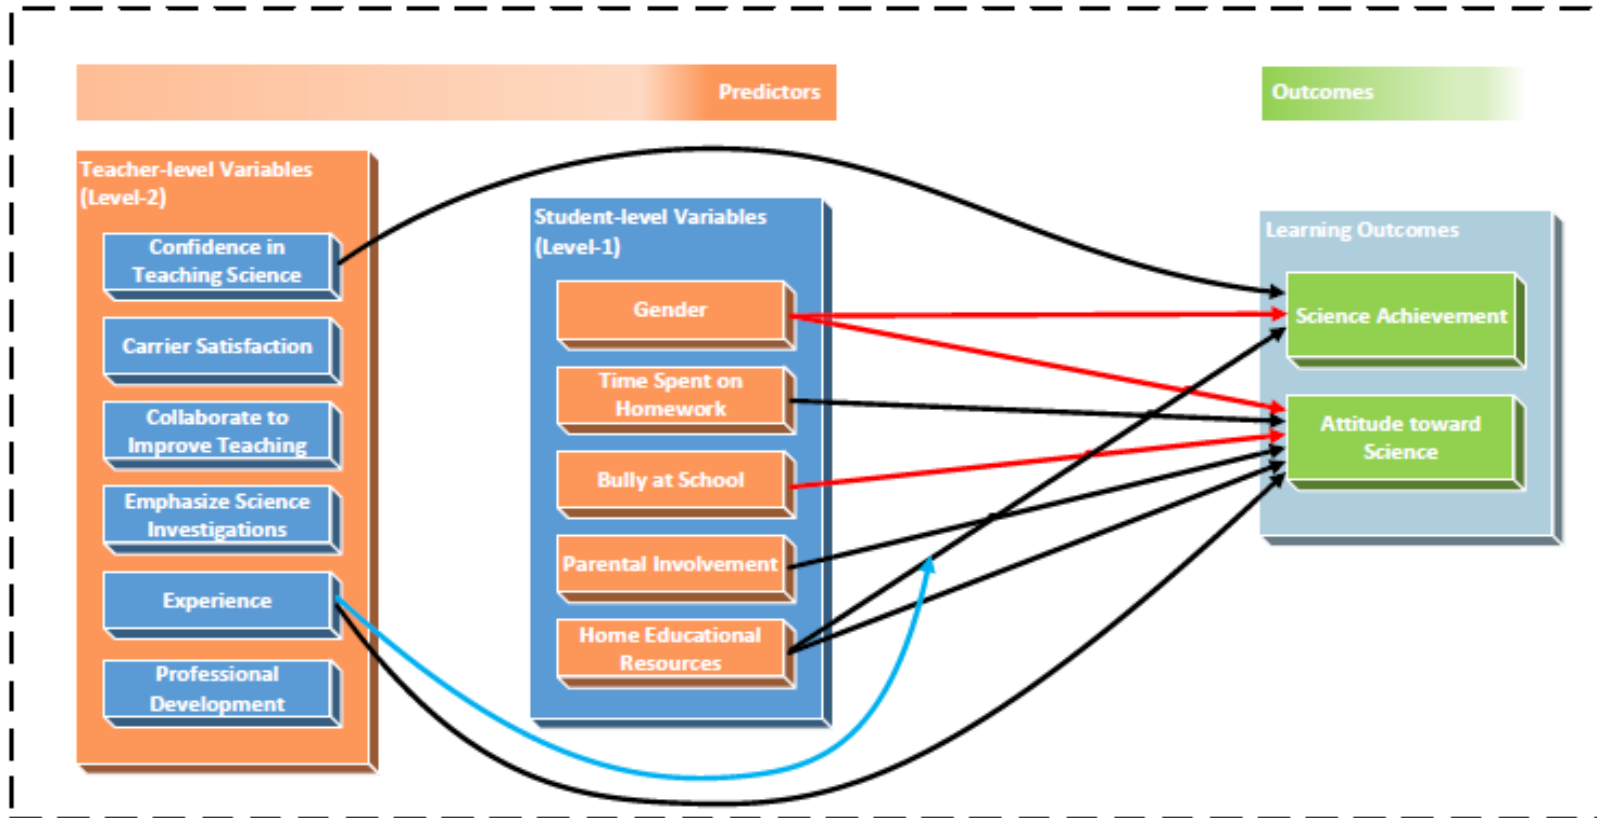 Predictors
Outcomes
Teacher-level Variables
(Level-2)
Confidence in
Teaching Science
Carrier Satisfaction
Collaborate to
Improve Teaching
Emphasize Science
Investigations
Experience
Professional
Development
Student-level Variables
(Level-1)
Gender
Time Spent on
Homework
Bully at School
Parental Involvement
Home Educational
Resources
Learning Outcomes
Science Achievement
Attitude toward
Science